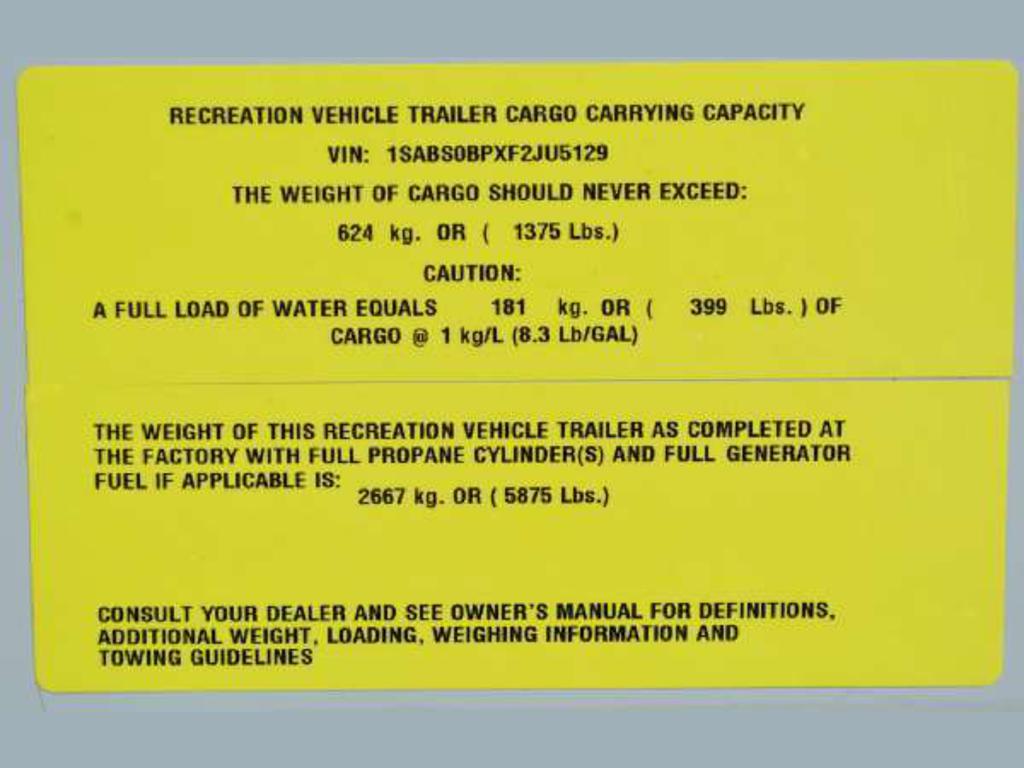 RECREATION VEHICLE TRAILER CARGO CARRYING CAPACITY
VIN: 1SABS0BPXF2JU5129
THE WEIGHT OF CARGO SHOULD NEVER EXCEED:
624 kg. OR ( 1375 Lbs.)
CAUTION:
A FULL LOAD OF WATER EQUALS 181 kg. OR ( 399 Lbs. ) OF
CARGO @ 1 kg/L (8.3 Lb/GAL)
THE WEIGHT OF THIS RECREATION VEHICLE TRAILER AS COMPLETED AT
THE FACTORY WITH FULL PROPANE CYLINDER(S) AND FULL GENERATOR
FUEL IF APPLICABLE IS:
2667 kg. OR ( 5875 Lbs.)
CONSULT YOUR DEALER AND SEE OWNER'S MANUAL FOR DEFINITIONS,
ADDITIONAL WEIGHT, LOADING, WEIGHING INFORMATION AND
TOWING GUIDELINES